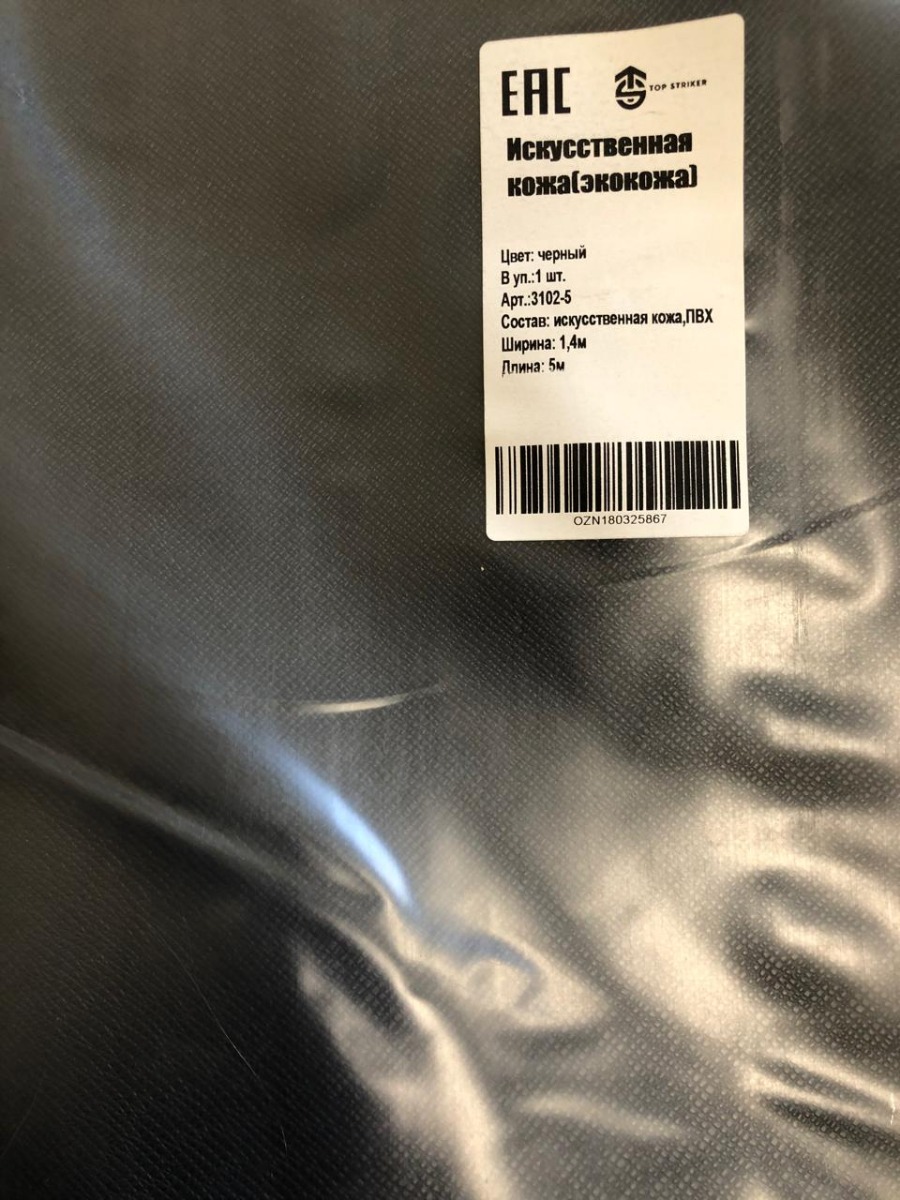 EAC
TOP STRIKER
Искусственная
кожа(экокожа)
Цвет: черный
В уп.:1 шт.
Арт.:3102-5
Состав: искусственная кожа,ПВХ
Ширина: 1,4м
Длина: 5м
OZN180325867